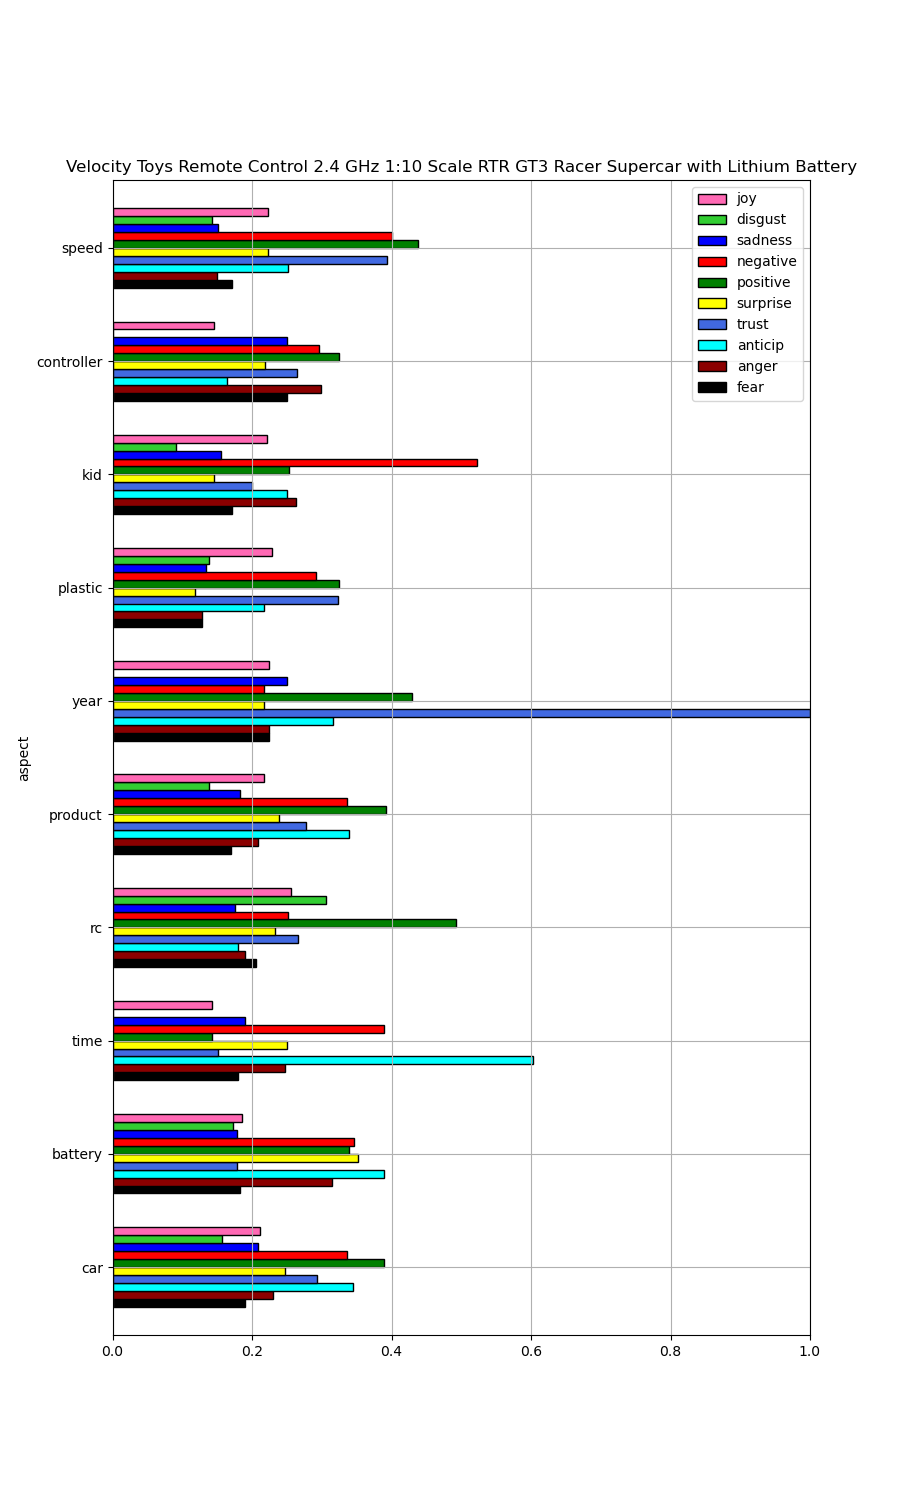 Velocity Toys Remote Control 2.4 GHz 1:10 Scale RTR GT3 Racer Supercar with Lithium Battery
joy
disgust
sadness
negative
positive
surprise
trust
anticip
anger
fear
speed
controller
kid
plastic
year
product
rc
time
battery
car
aspect
0.0 0.2 0.4 0.6 0.8 1.0